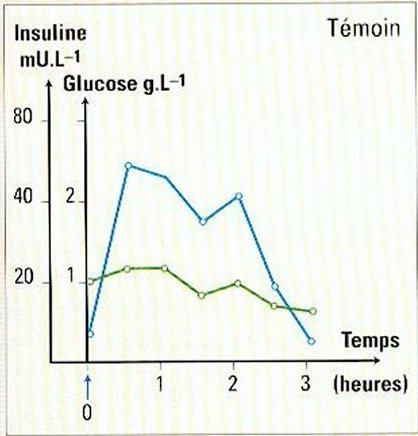 Témoin
Insuline
mU.L–1
Glucose g.L–1
80
40
2
20
1
Temps
1
2
3
(heures)
0